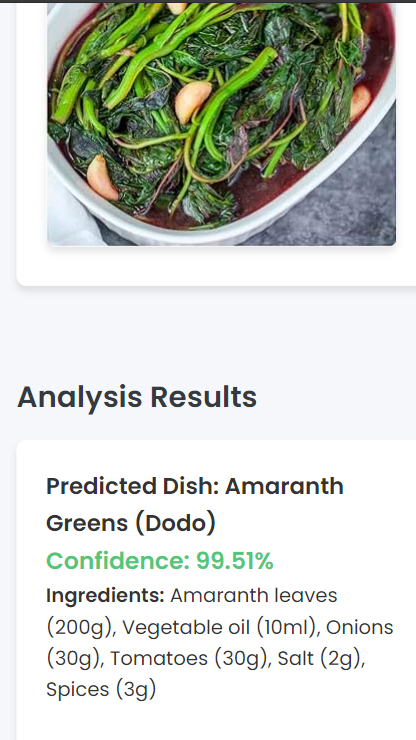 Analysis Results
Predicted Dish: Amaranth
Greens (Dodo)
Confidence: 99.51%
Ingredients: Amaranth leaves
(200g), Vegetable oil (10ml), Onions
(30g), Tomatoes (30g), Salt (2g),
Spices (3g)